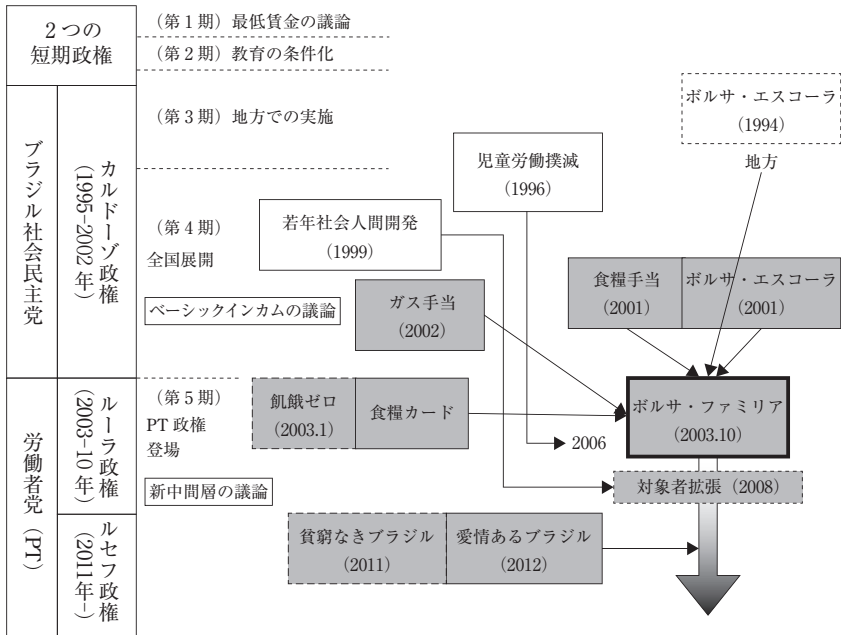 2つの
短期政権
(第1期) 最低賃金の議論
(第2期) 教育の条件化
ブラジル社会民主党
カルドーゾ政権
(1995-2002年)
(第3期) 地方での実施
ボルサ・エスコーラ
(1994)
地方
児童労働撲滅
(1996)
(第4期)
全国展開
若年社会人間開発
(1999)
食糧手当
(2001)
ボルサ・エスコーラ
(2001)
ベーシックインカムの議論
ガス手当
(2002)
労働者党 (PT)
ルーラ政権
(2003-10年)
(第5期)
PT政権
登場
飢餓ゼロ
(2003.1)
食糧カード
ボルサ・ファミリア
(2003.10)
2006
新中間層の議論
対象者拡張 (2008)
ルセフ政権
(2011年-)
貧窮なきブラジル
(2011)
愛情あるブラジル
(2012)